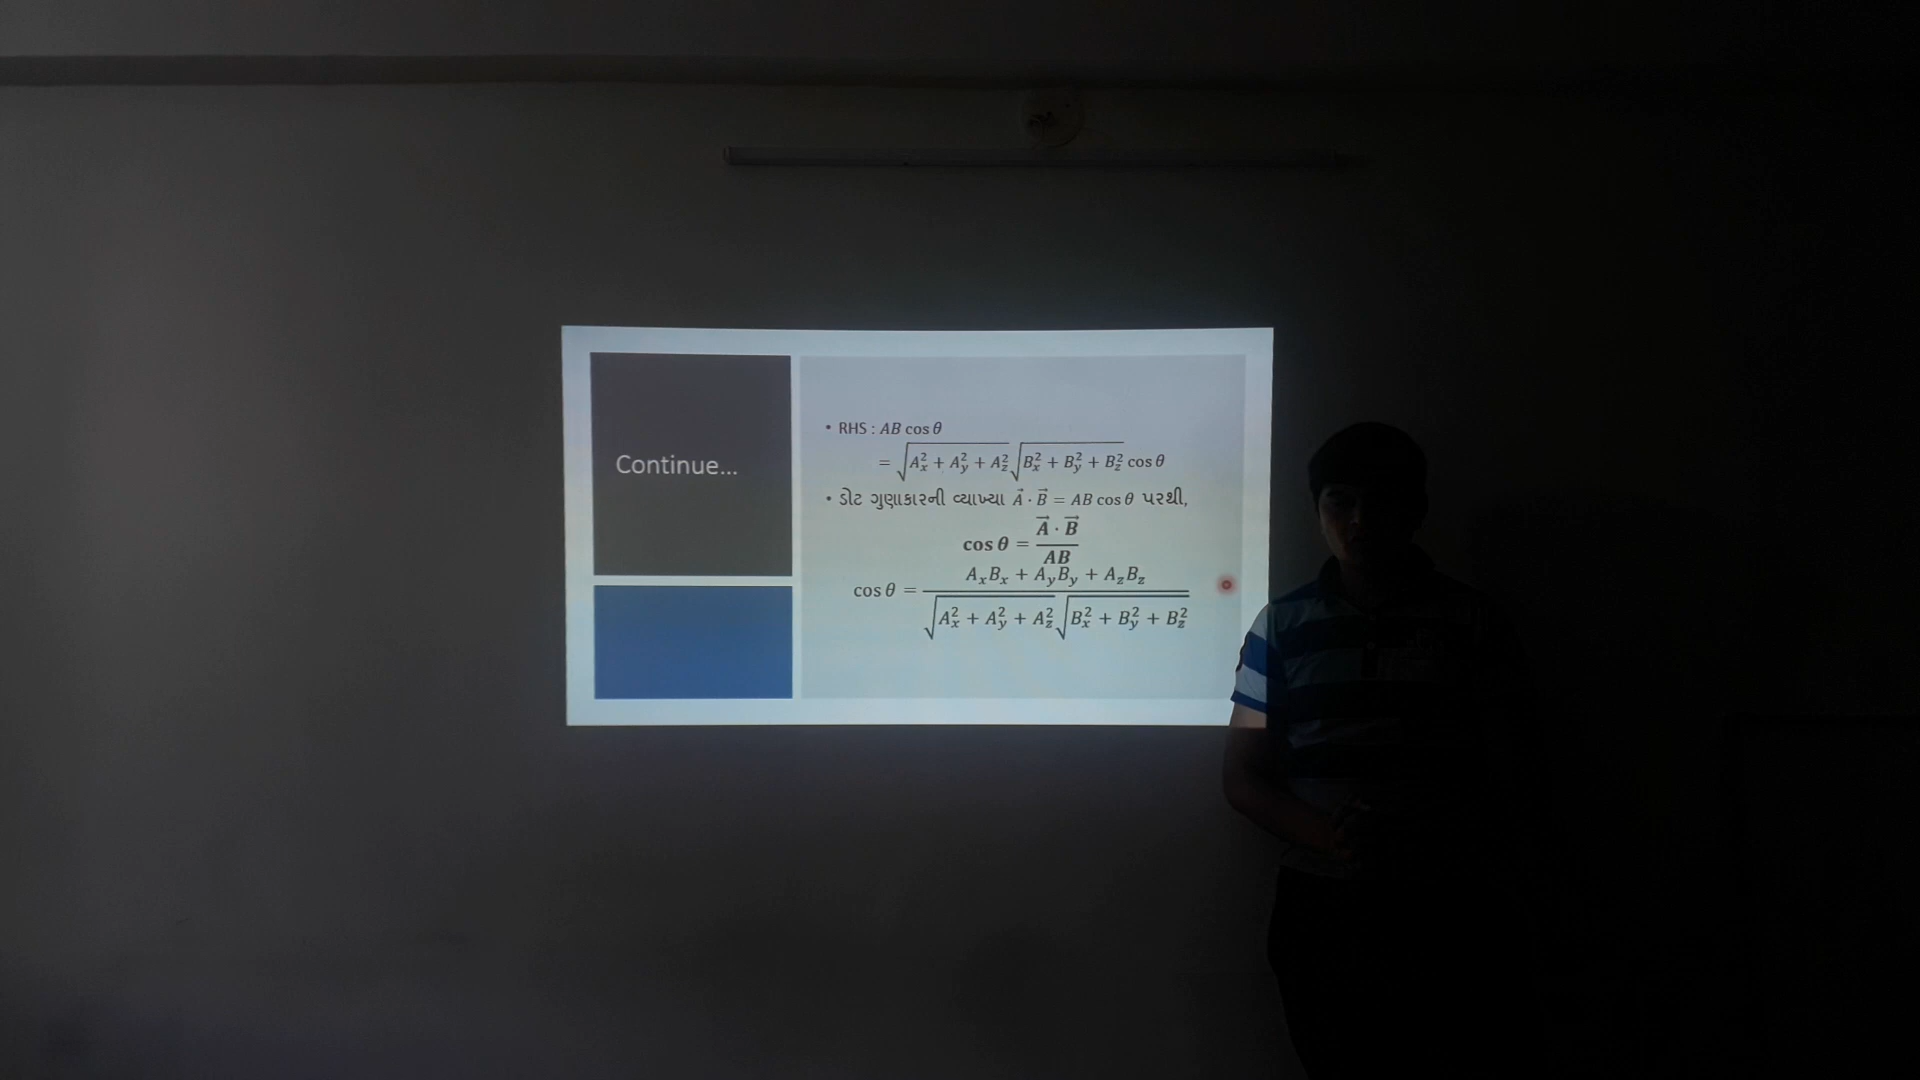 Continue...
• RHS : AB cos θ
= √(A_x² + A_y² + A_z²) √(B_x² + B_y² + B_z²) cos θ
• ડોટ ગુણાકારની વ્યાખ્યા A⃗ · B⃗ = AB cos θ પરથી,
cos θ = (A⃗ · B⃗) / (AB)
cos θ = (A_xB_x + A_yB_y + A_zB_z) / (√(A_x² + A_y² + A_z²) √(B_x² + B_y² + B_z²))